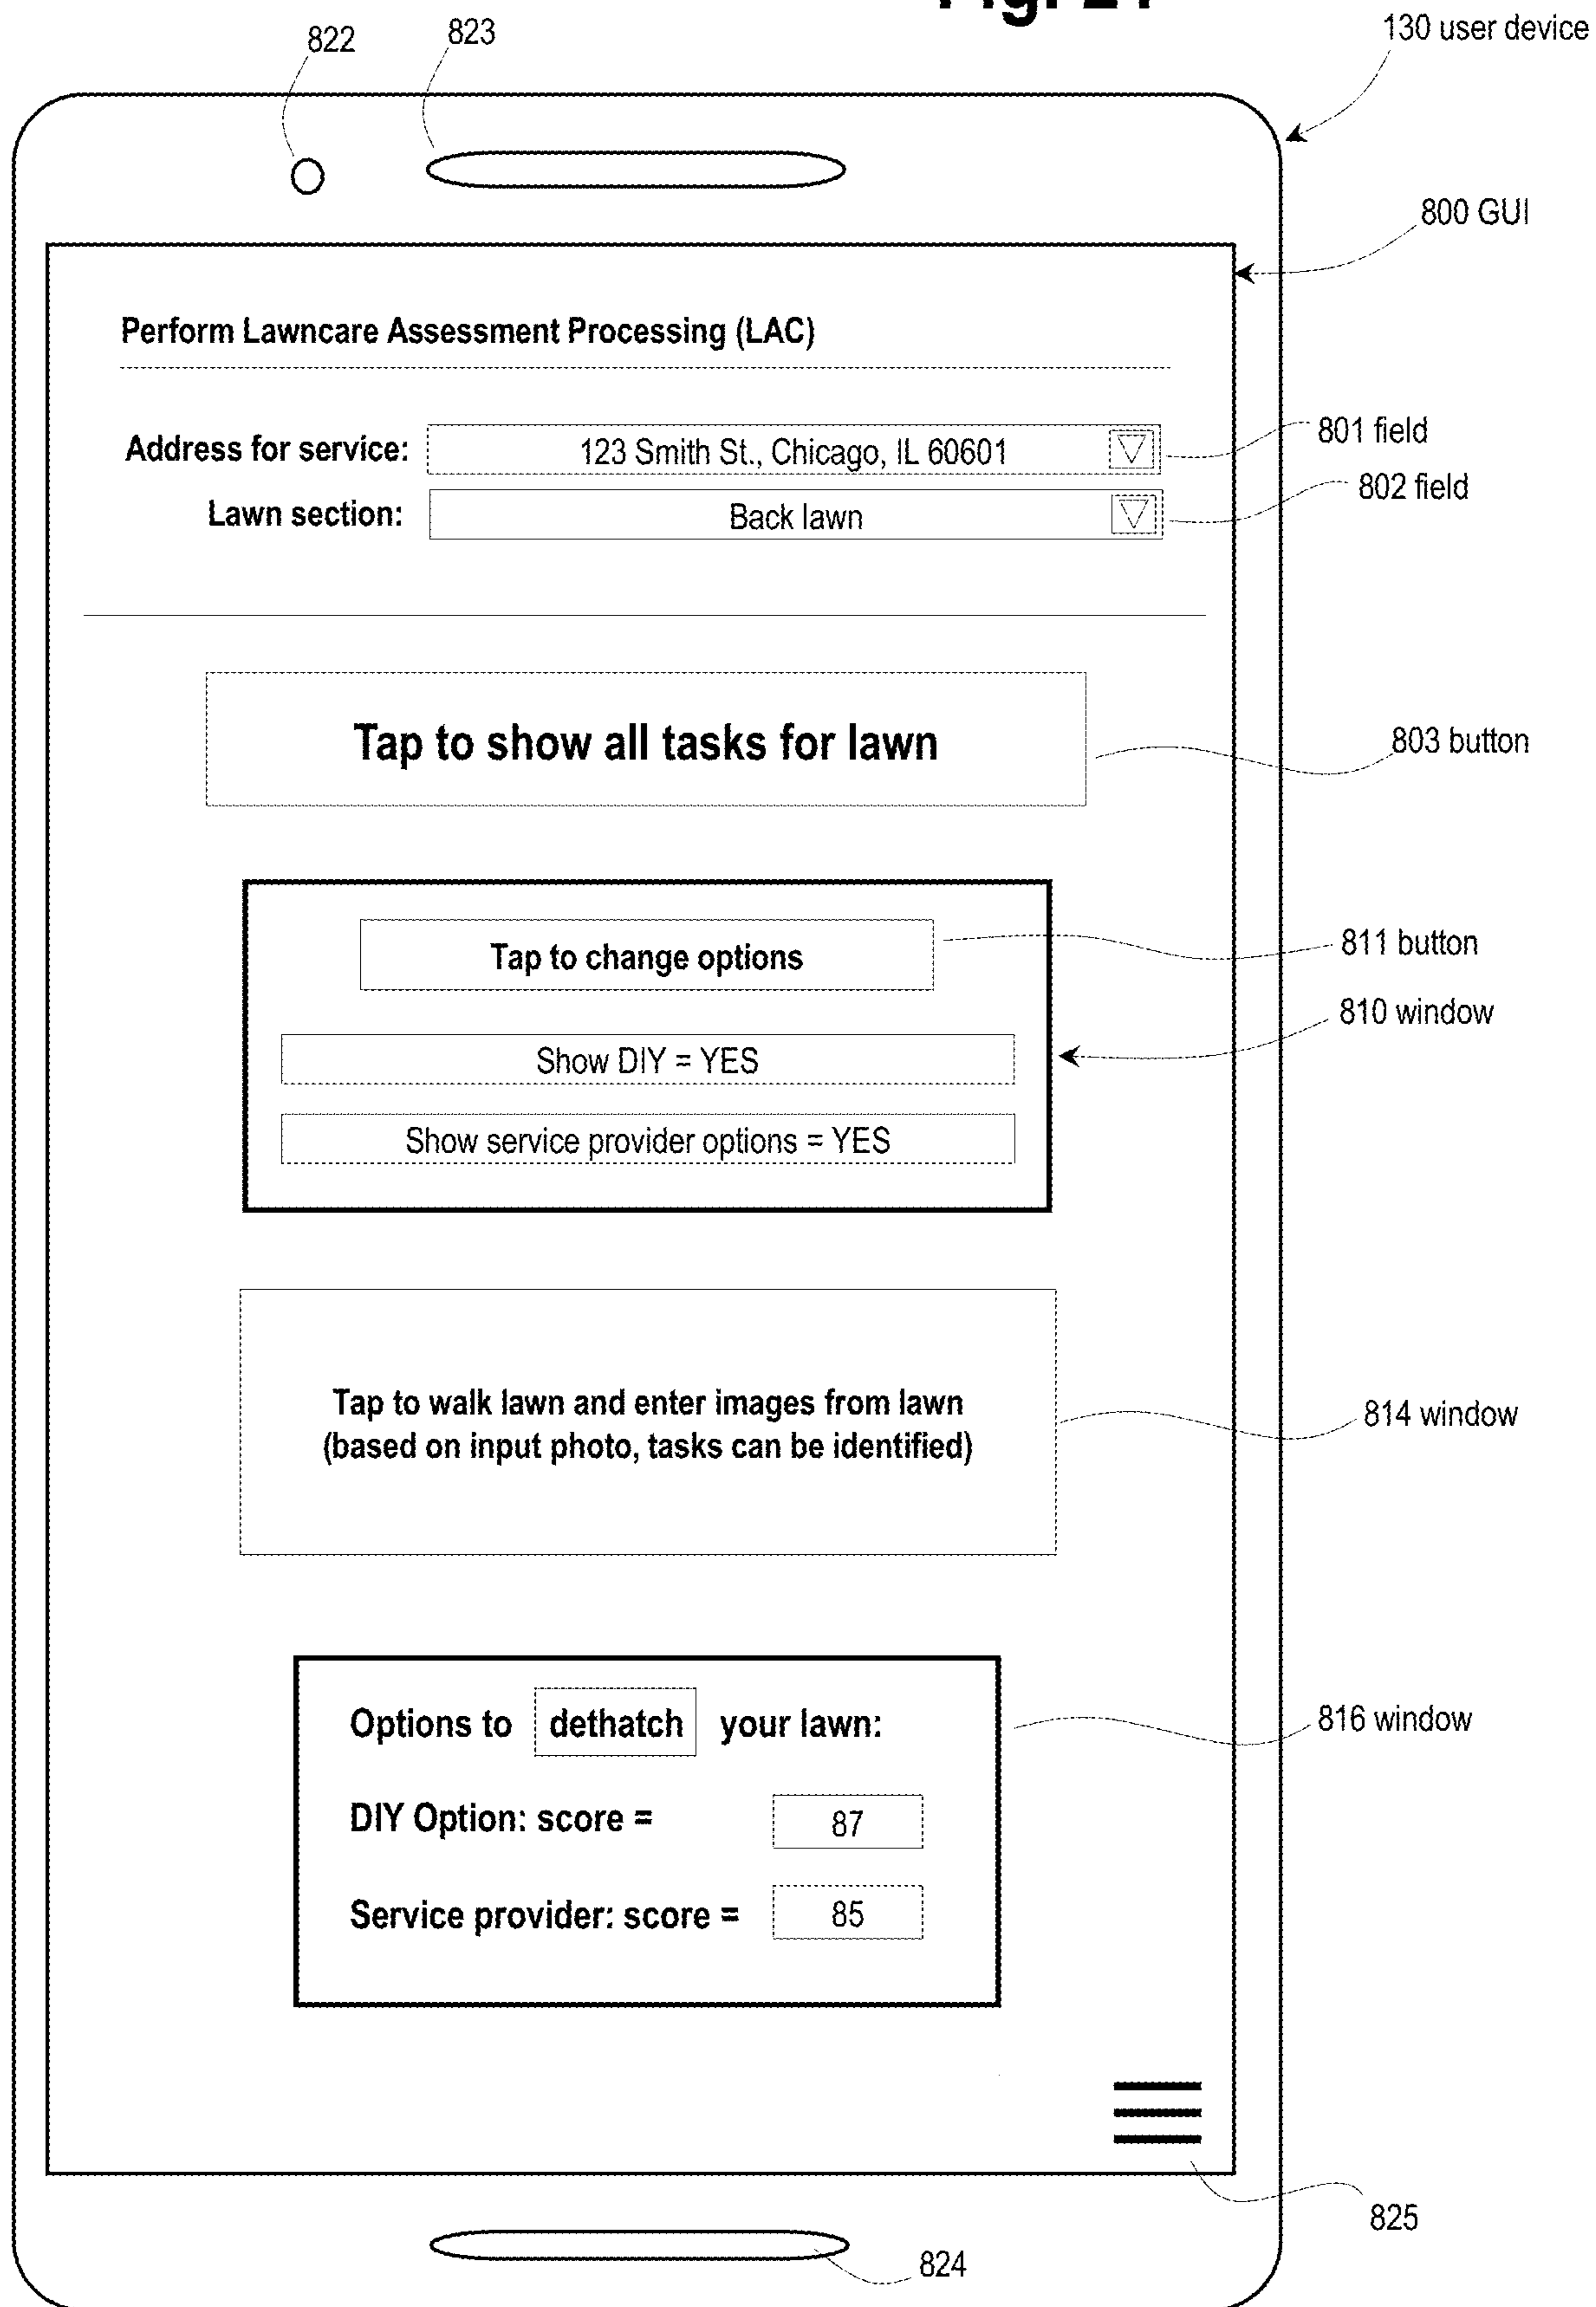 822
823
130 user device
800 GUI
Perform Lawncare Assessment Processing (LAC)
Address for service: 123 Smith St., Chicago, IL 60601
801 field
Lawn section: Back lawn
802 field
Tap to show all tasks for lawn
803 button
Tap to change options
811 button
810 window
Show DIY = YES
Show service provider options = YES
Tap to walk lawn and enter images from lawn
(based on input photo, tasks can be identified)
814 window
Options to dethatch your lawn:
816 window
DIY Option: score = 87
Service provider: score = 85
825
824